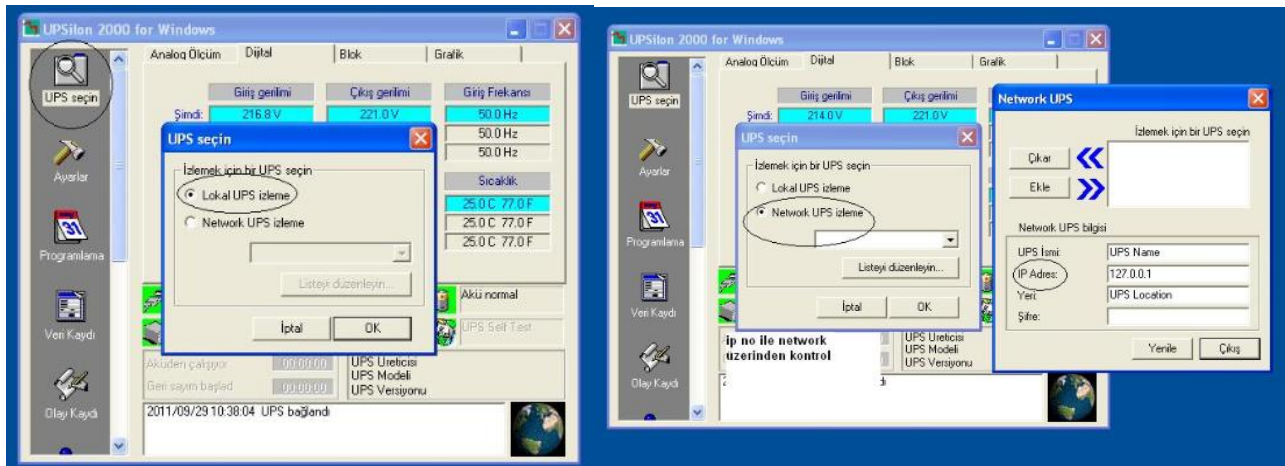 UPSilon 2000 for Windows
UPS seçin
Ayarlar
Programlama
Veri Kaydı
Olay Kaydı
Analog Ölçüm Dijital Blok Grafik
Giriş gerilimi Çıkış gerilimi Giriş Frekansı
Şimdi: 216.8 V 221.0 V 50.0 Hz
50.0 Hz
50.0 Hz
Sıcaklık
25.0 C 77.0 F
25.0 C 77.0 F
25.0 C 77.0 F
UPS seçin
İzlemek için bir UPS seçin
Lokal UPS izleme
Network UPS izleme
Listeyi düzenleyin...
İptal OK
Akü normal
UPS Self Test
Aküden çalışıyor 00:00:00
Geri sayım başlad 00:00:00
UPS Üreticisi
UPS Modeli
UPS Versiyonu
2011/09/29 10:38:04 UPS bağlandı
UPSilon 2000 for Windows
UPS seçin
Ayarlar
Programlama
Veri Kaydı
Olay Kaydı
Analog Ölçüm Dijital Blok Grafik
Giriş gerilimi Çıkış gerilimi
Şimdi: 214.0 V 221.0 V
UPS seçin
İzlemek için bir UPS seçin
Lokal UPS izleme
Network UPS izleme
Listeyi düzenleyin...
İptal OK
ip no ile network
üzerinden kontrol
UPS Üreticisi
UPS Modeli
UPS Versiyonu
Network UPS
İzlemek için bir UPS seçin
Çıkar
Ekle
Network UPS bilgisi
UPS İsmi: UPS Name
IP Adres: 127.0.0.1
Yeri: UPS Location
Şifre:
Yenile Çıkış